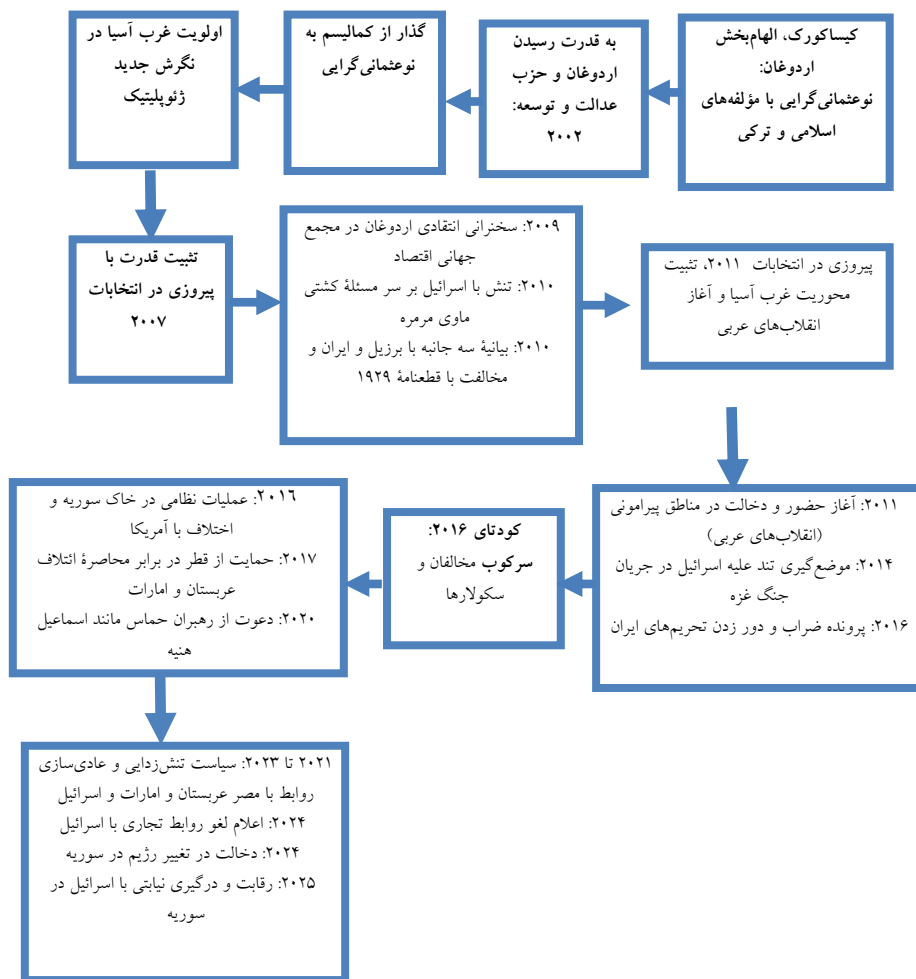 کیساکورک، الهام‌بخش
اردوغان:
نوعثمانی‌گرایی با مؤلفه‌های
اسلامی و ترکی
به قدرت رسیدن
اردوغان و حزب
عدالت و توسعه:
۲۰۰۲
گذار از کمالیسم به
نوعثمانی‌گرایی
اولویت غرب آسیا در
نگرش جدید
ژئوپلیتیک
تثبیت قدرت با
پیروزی در انتخابات
۲۰۰۷
۲۰۰۹: سخنرانی انتقادی اردوغان در مجمع
جهانی اقتصاد
۲۰۱۰: تنش با اسرائیل بر سر مسئلهٔ کشتی
ماوی مرمره
۲۰۱۰: بیانیهٔ سه جانبه با برزیل و ایران و
مخالفت با قطعنامهٔ ۱۹۲۹
پیروزی در انتخابات ۲۰۱۱، تثبیت
محوریت غرب آسیا و آغاز
انقلاب‌های عربی
۲۰۱۱: آغاز حضور و دخالت در مناطق پیرامونی
(انقلاب‌های عربی)
۲۰۱۴: موضع‌گیری تند علیه اسرائیل در جریان
جنگ غزه
۲۰۱۶: پرونده ضراب و دور زدن تحریم‌های ایران
کودتای ۲۰۱۶:
سرکوب مخالفان و
سکولارها
۲۰۱۶: عملیات نظامی در خاک سوریه و
اختلاف با آمریکا
۲۰۱۷: حمایت از قطر در برابر محاصرهٔ ائتلاف
عربستان و امارات
۲۰۲۰: دعوت از رهبران حماس مانند اسماعیل
هنیه
۲۰۲۱ تا ۲۰۲۳: سیاست تنش‌زدایی و عادی‌سازی
روابط با مصر عربستان و امارات و اسرائیل
۲۰۲۴: اعلام لغو روابط تجاری با اسرائیل
۲۰۲۴: دخالت در تغییر رژیم در سوریه
۲۰۲۵: رقابت و درگیری نیابتی با اسرائیل در
سوریه